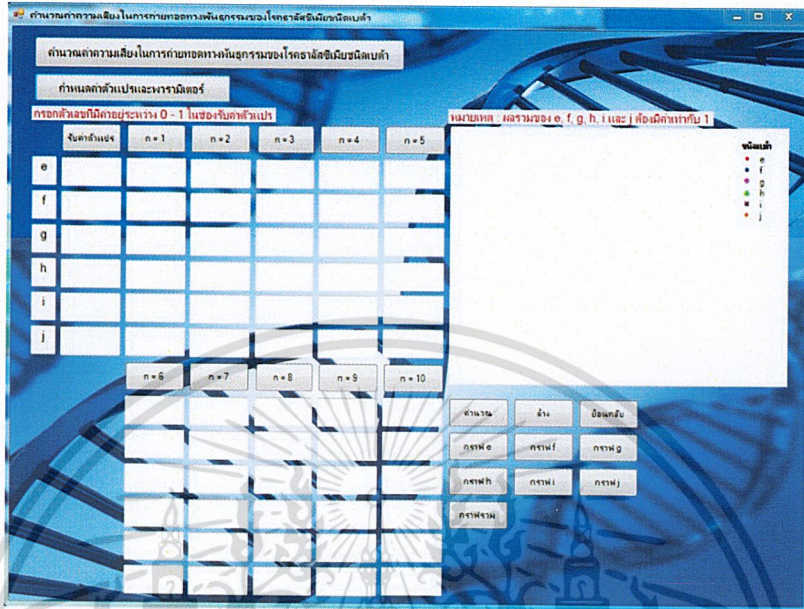 คำนวณค่าความเสี่ยงในการถ่ายทอดทางพันธุกรรมของโรคธาลัสซีเมียชนิดเบต้า
คำนวณค่าความเสี่ยงในการถ่ายทอดทางพันธุกรรมของโรคธาลัสซีเมียชนิดเบต้า
กำหนดค่าตัวแปรและพารามิเตอร์
กรอกตัวเลขที่มีค่าอยู่ระหว่าง 0 - 1 ในช่องรับค่าตัวแปร
หมายเหตุ : ผลรวมของ e, f, g, h, i และ j ต้องมีค่าเท่ากับ 1
รับค่าตัวแปร n = 1 n = 2 n = 3 n = 4 n = 5
e
f
g
h
i
j
ชนิดเบต้า
e
f
g
h
i
j
n = 6 n = 7 n = 8 n = 9 n = 10
คำนวณ ล้าง ย้อนกลับ
กราฟ e กราฟ f กราฟ g
กราฟ h กราฟ i กราฟ j
กราฟรวม